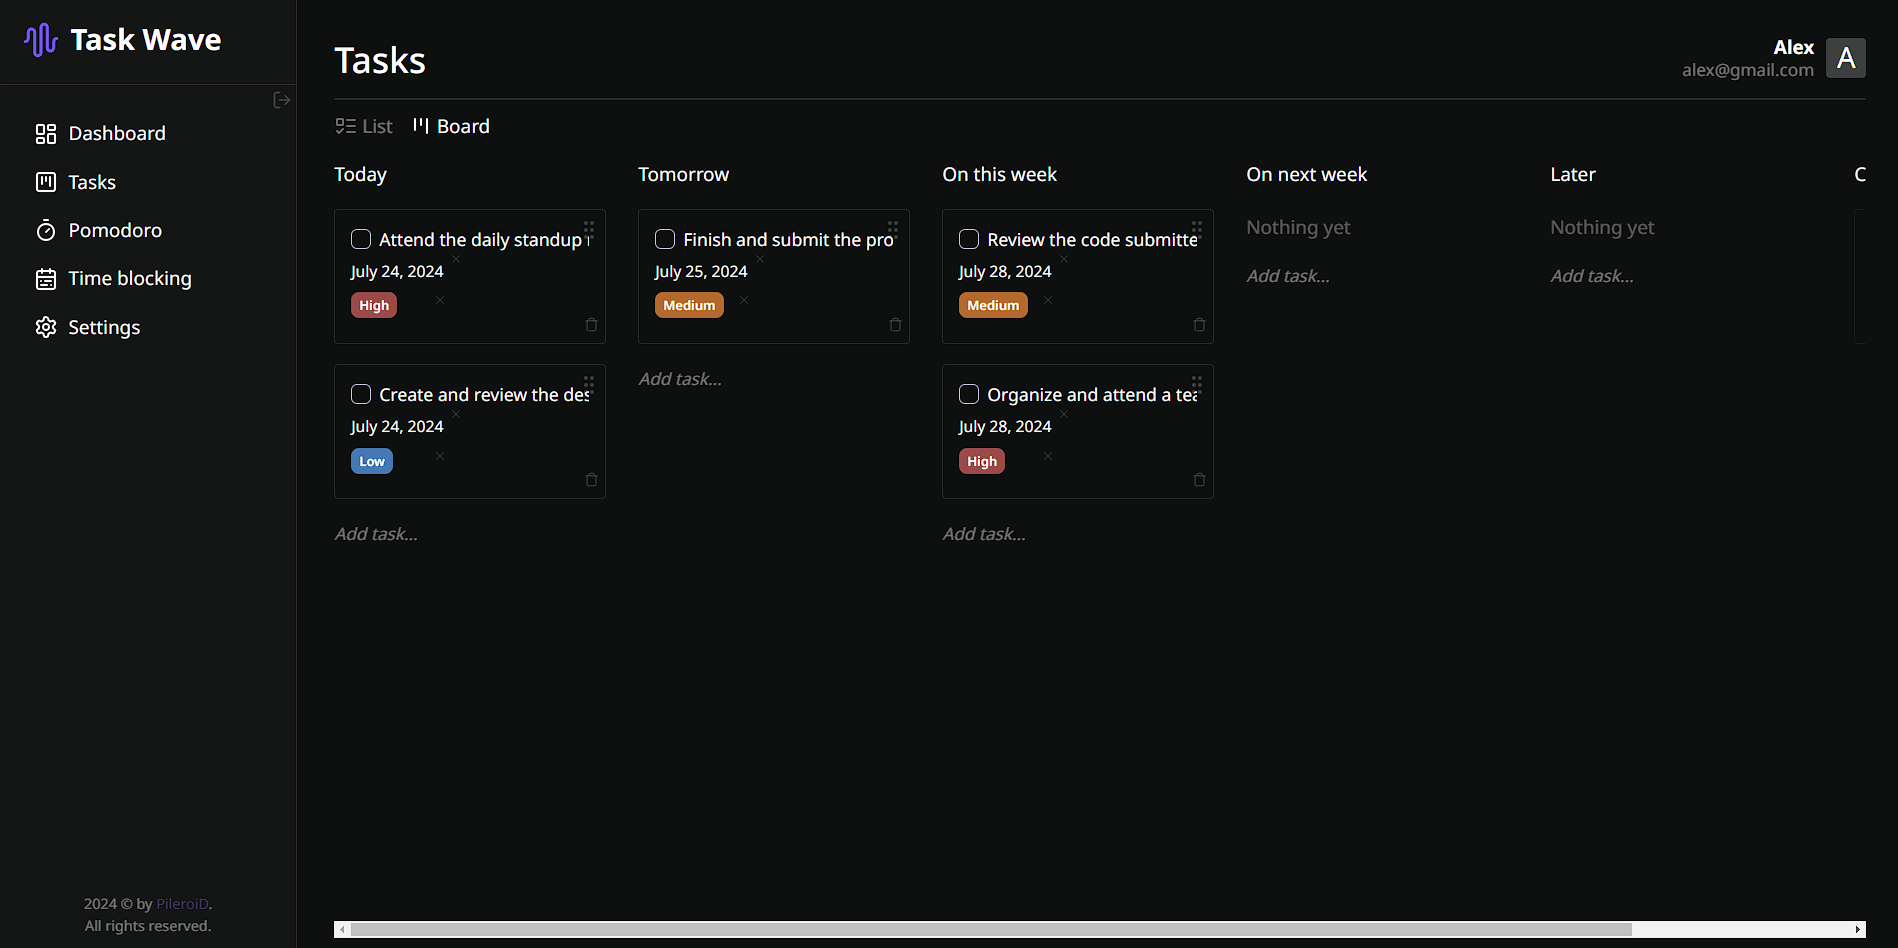 Task Wave
Dashboard
Tasks
Pomodoro
Time blocking
Settings
2024 © by PileroiD.
All rights reserved.
Tasks
Alex
alex@gmail.com
A
List
Board
Today
Attend the daily standup
July 24, 2024
High
Create and review the des
July 24, 2024
Low
Add task...
Tomorrow
Finish and submit the pro
July 25, 2024
Medium
Add task...
On this week
Review the code submitte
July 28, 2024
Medium
Organize and attend a tea
July 28, 2024
High
Add task...
On next week
Nothing yet
Add task...
Later
Nothing yet
Add task...
C